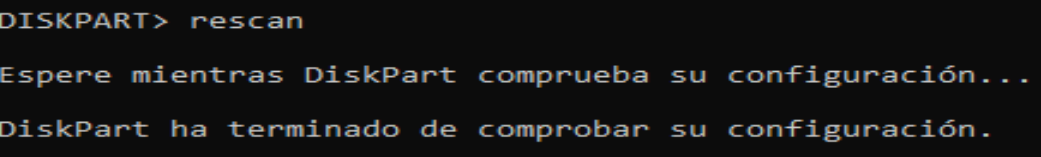 DISKPART> rescan
Espere mientras DiskPart comprueba su configuración...
DiskPart ha terminado de comprobar su configuración.